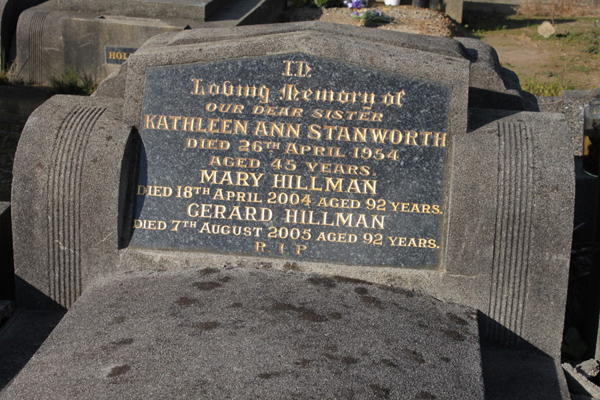 HOL
In
Loving Memory of
OUR DEAR SISTER
KATHLEEN ANN STANWORTH
DIED 26TH APRIL 1954
AGED 45 YEARS
MARY HILLMAN
DIED 18TH APRIL 2004 AGED 92 YEARS.
GERARD HILLMAN
DIED 7TH AUGUST 2005 AGED 92 YEARS.
R I P